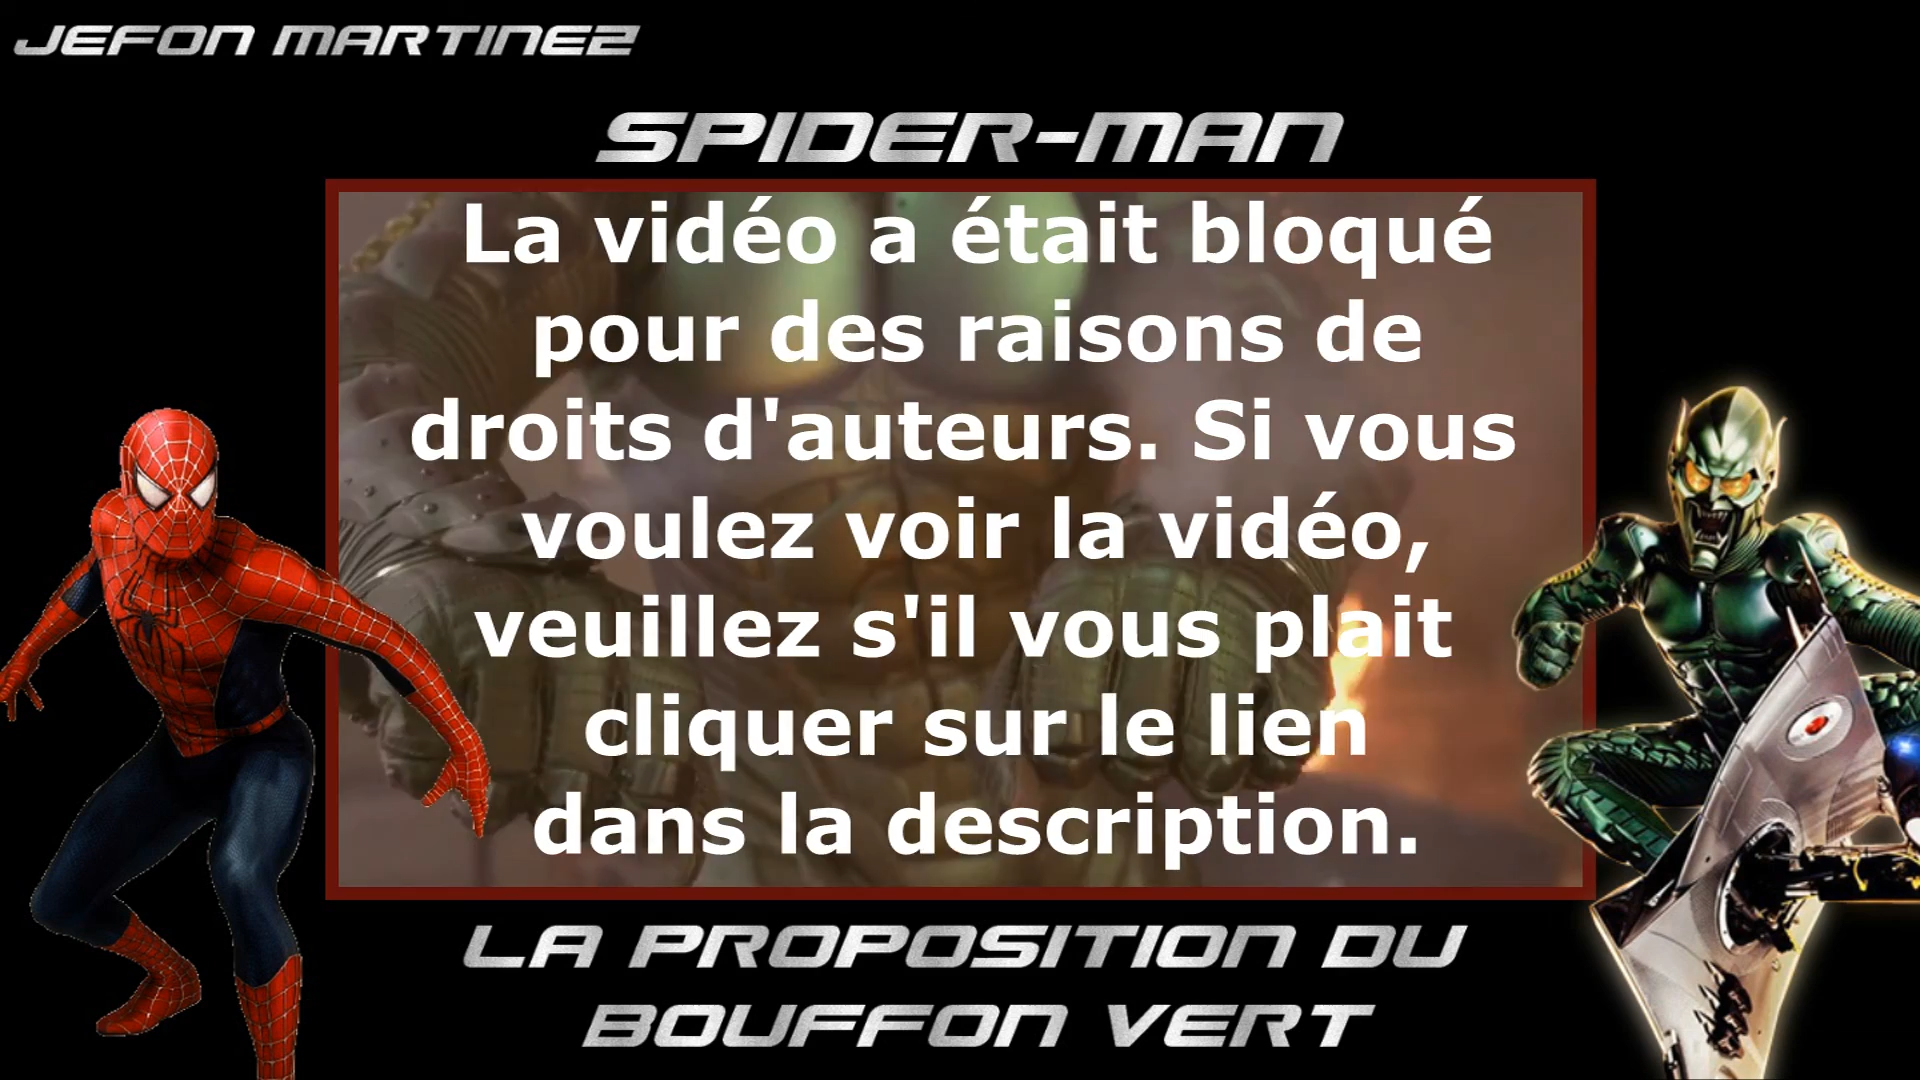 JEFON MARTINEZ
SPIDER-MAN
La vidéo a était bloqué
pour des raisons de
droits d'auteurs. Si vous
voulez voir la vidéo,
veuillez s'il vous plait
cliquer sur le lien
dans la description.
LA PROPOSITION DU
BOUFFON VERT